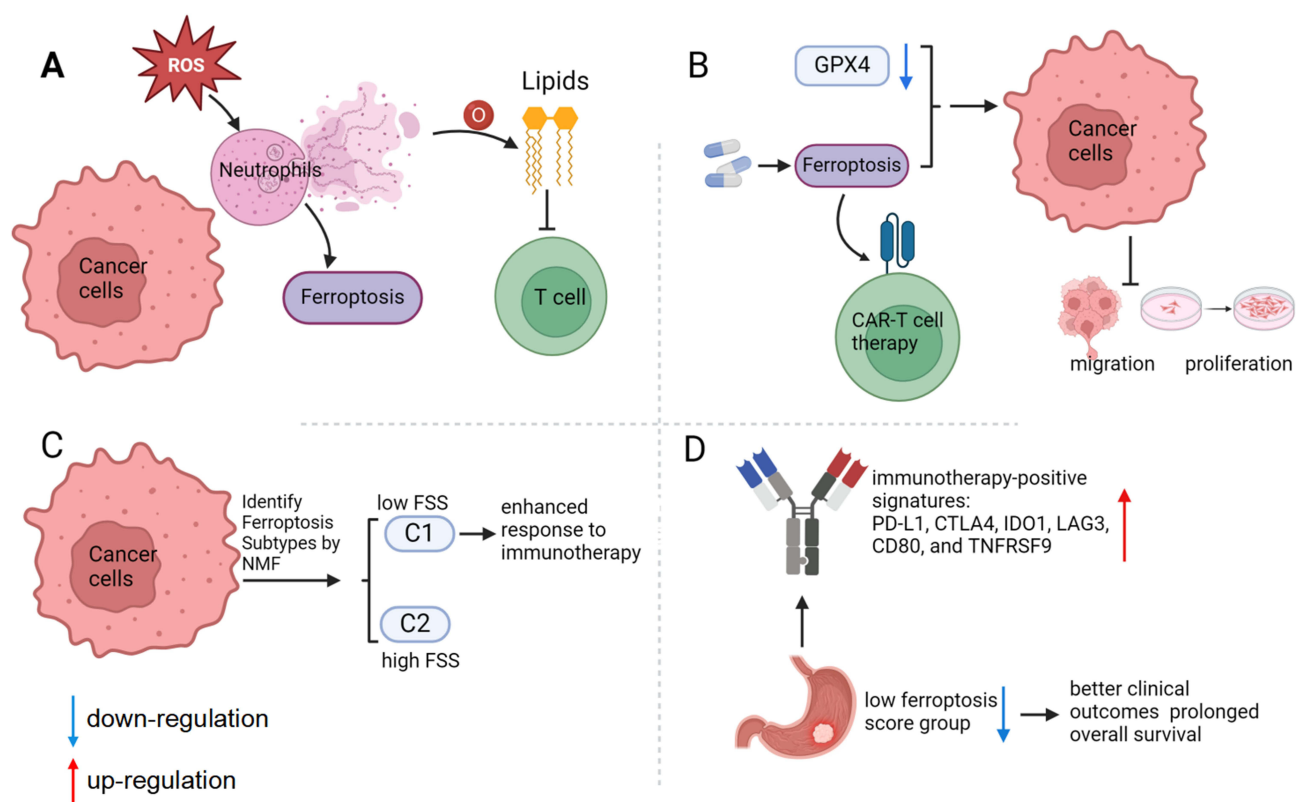 A
ROS
Neutrophils
O
Lipids
Cancer
cells
Ferroptosis
T cell
B
GPX4
Ferroptosis
Cancer
cells
CAR-T cell
therapy
migration
proliferation
C
Cancer
cells
Identify
Ferroptosis
Subtypes by
NMF
low FSS
C1
enhanced
response to
immunotherapy
C2
high FSS
down-regulation
up-regulation
D
immunotherapy-positive
signatures:
PD-L1, CTLA4, IDO1, LAG3,
CD80, and TNFRSF9
low ferroptosis
score group
better clinical
outcomes prolonged
overall survival